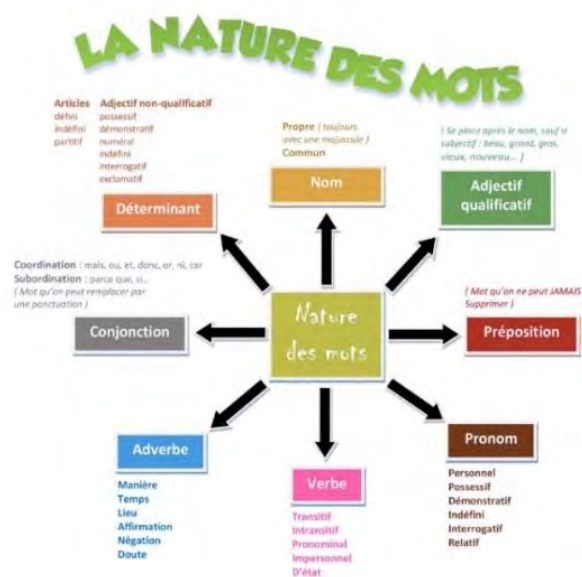 LA NATURE DES MOTS
Articles
défini
indéfini
partitif
Adjectif non-qualificatif
possessif
démonstratif
numéral
indéfini
interrogatif
exclamatif
Déterminant
Propre ( toujours
avec une majuscule )
Commun
Nom
( Se place après le nom, sauf si
subjectif : beau, grand, gros,
vieux, nouveau... )
Adjectif
qualificatif
Coordination : mais, ou, et, donc, or, ni, car
Subordination : parce que, si...
( Mot qu'on peut remplacer par
une ponctuation )
Conjonction
Nature
des mots
( Mot qu'on ne peut JAMAIS
Supprimer )
Préposition
Adverbe
Manière
Temps
Lieu
Affirmation
Négation
Doute
Verbe
Transitif
Intransitif
Pronominal
Impersonnel
D'état
Pronom
Personnel
Possessif
Démonstratif
Indéfini
Interrogatif
Relatif